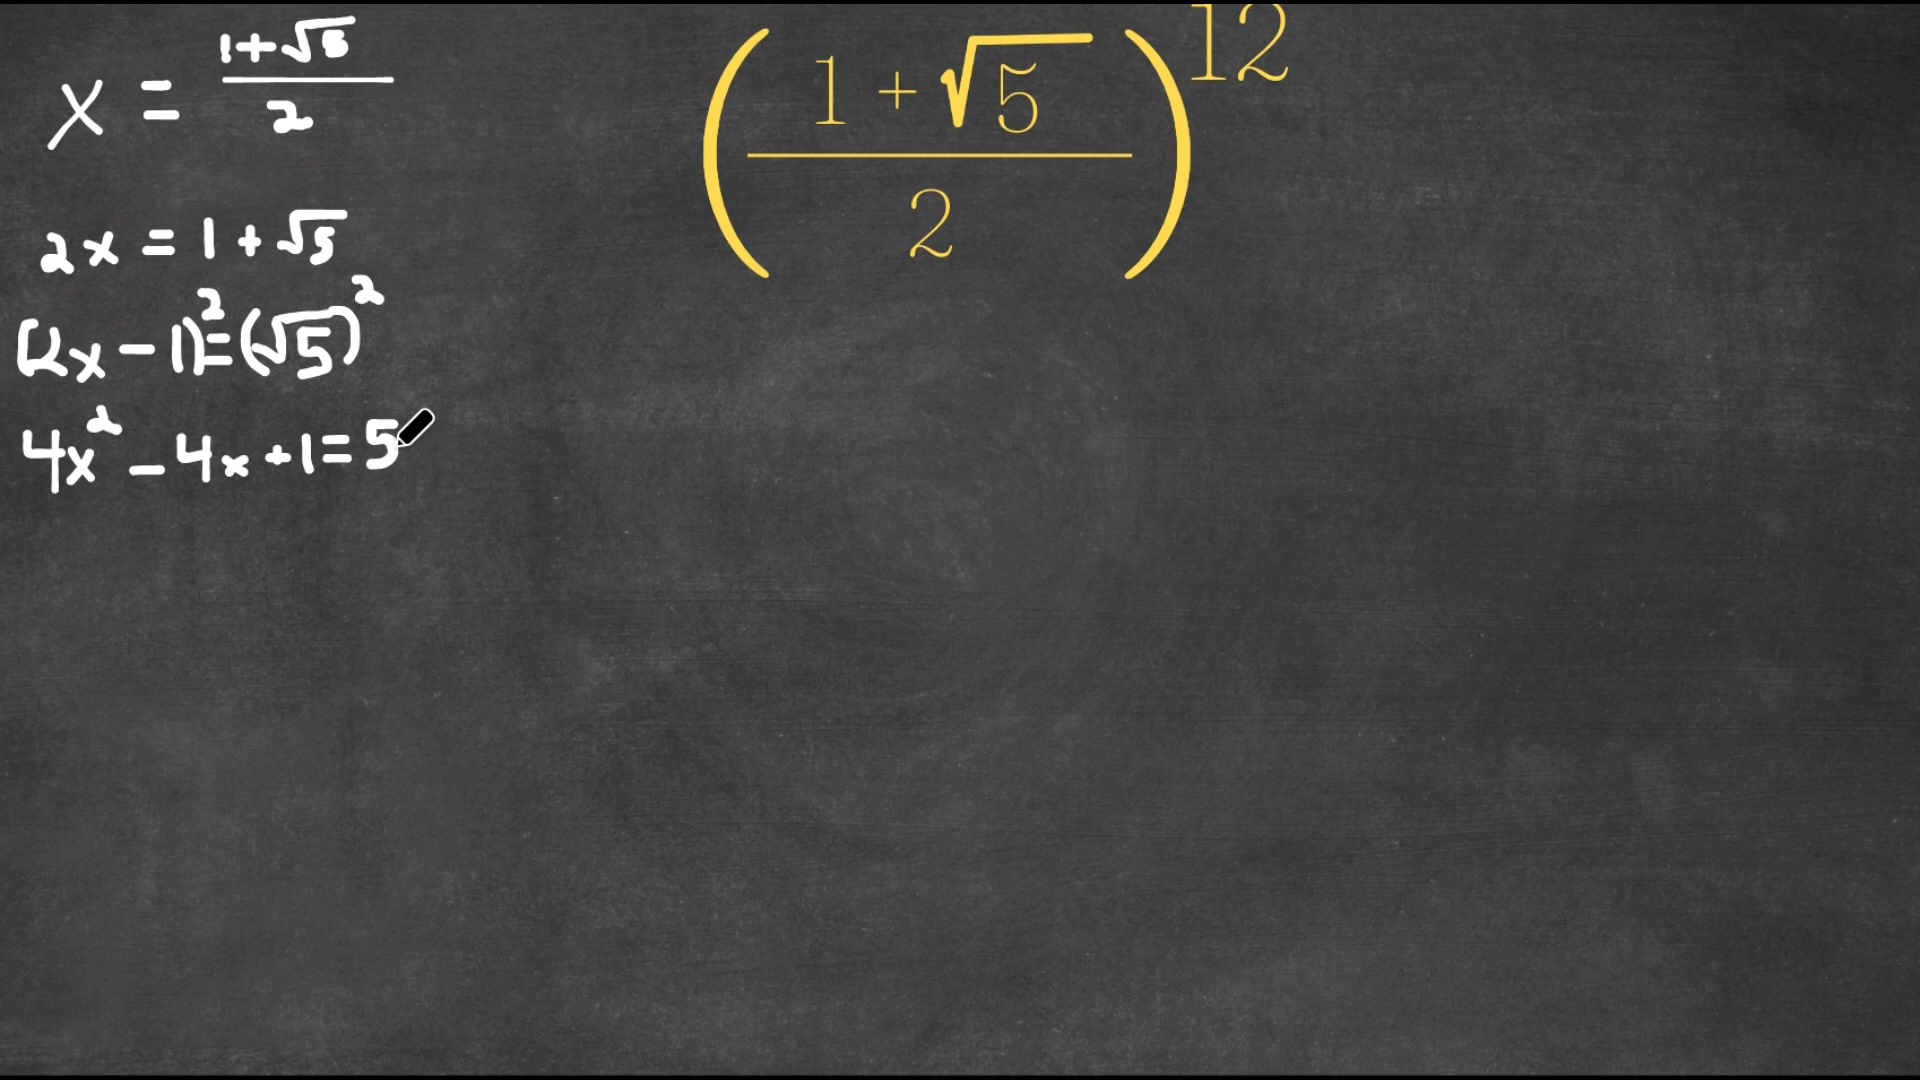 x = (1+√5)/2
((1 + √5)/2)^12
2x = 1 + √5
(2x - 1)² = (√5)²
4x² - 4x + 1 = 5